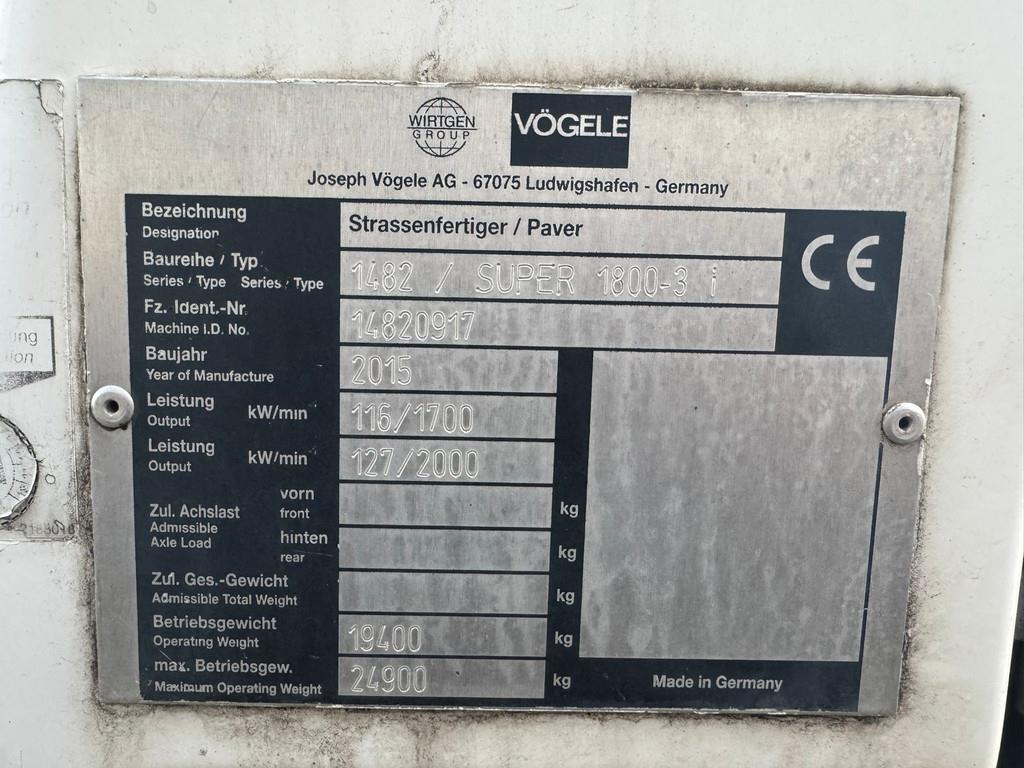 WIRTGEN
GROUP
VÖGELE
Joseph Vögele AG - 67075 Ludwigshafen - Germany
Bezeichnung
Designation
Strassenfertiger / Paver
CE
Baureihe / Typ
Series / Type Series / Type
1482 / SUPER 1800-3 i
Fz. Ident.-Nr.
Machine I.D. No.
14820917
Baujahr
Year of Manufacture
2015
Leistung kW/min
Output
116/1700
Leistung kW/min
Output
127/2000
Zul. Achslast
Admissible
Axle Load
vorn
front
kg
hinten
rear
kg
Zul. Ges.-Gewicht
Admissible Total Weight
kg
Betriebsgewicht
Operating Weight
19400 kg
max. Betriebsgew.
Maximum Operating Weight
24900 kg
Made in Germany